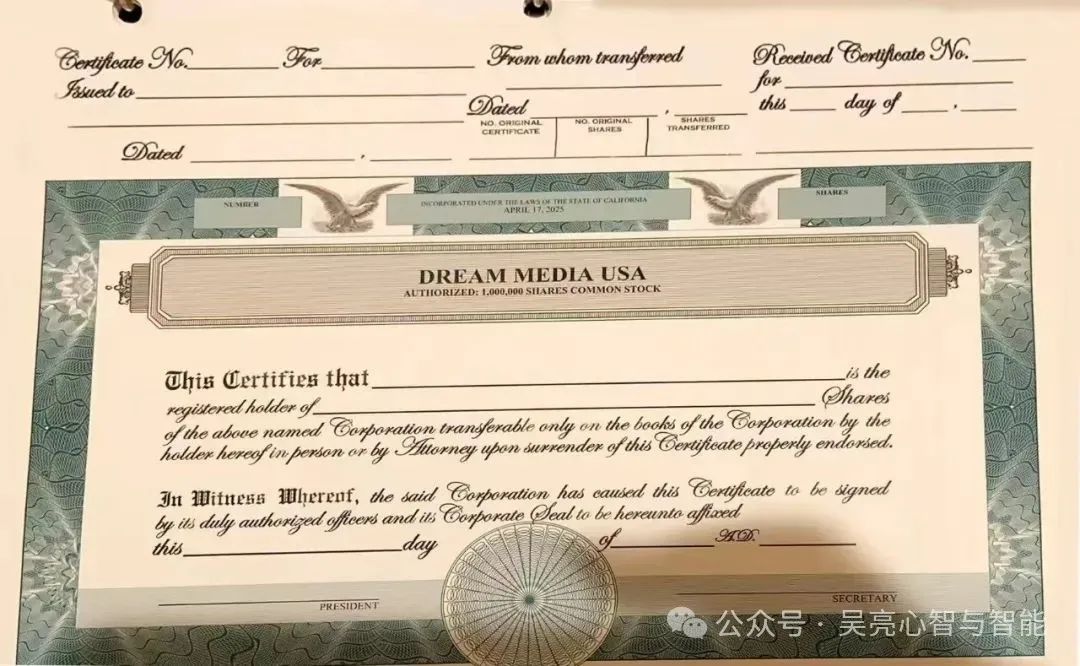 Certificate No. For
Issued to
Dated ,
From whom transferred
Dated ,
NO. ORIGINAL CERTIFICATE
NO. ORIGINAL SHARES
SHARES TRANSFERRED
Received Certificate No.
for
this day of ,
NUMBER
INCORPORATED UNDER THE LAWS OF THE STATE OF CALIFORNIA
APRIL 17, 2025
SHARES
DREAM MEDIA USA
AUTHORIZED: 1,000,000 SHARES COMMON STOCK
This Certifies that is the
registered holder of Shares
of the above named Corporation transferable only on the books of the Corporation by the
holder hereof in person or by Attorney upon surrender of this Certificate properly endorsed.
In Witness Whereof, the said Corporation has caused this Certificate to be signed
by its duly authorized officers and its Corporate Seal to be hereunto affixed
this day of A.D.
PRESIDENT
SECRETARY
公众号·吴亮心智与智能